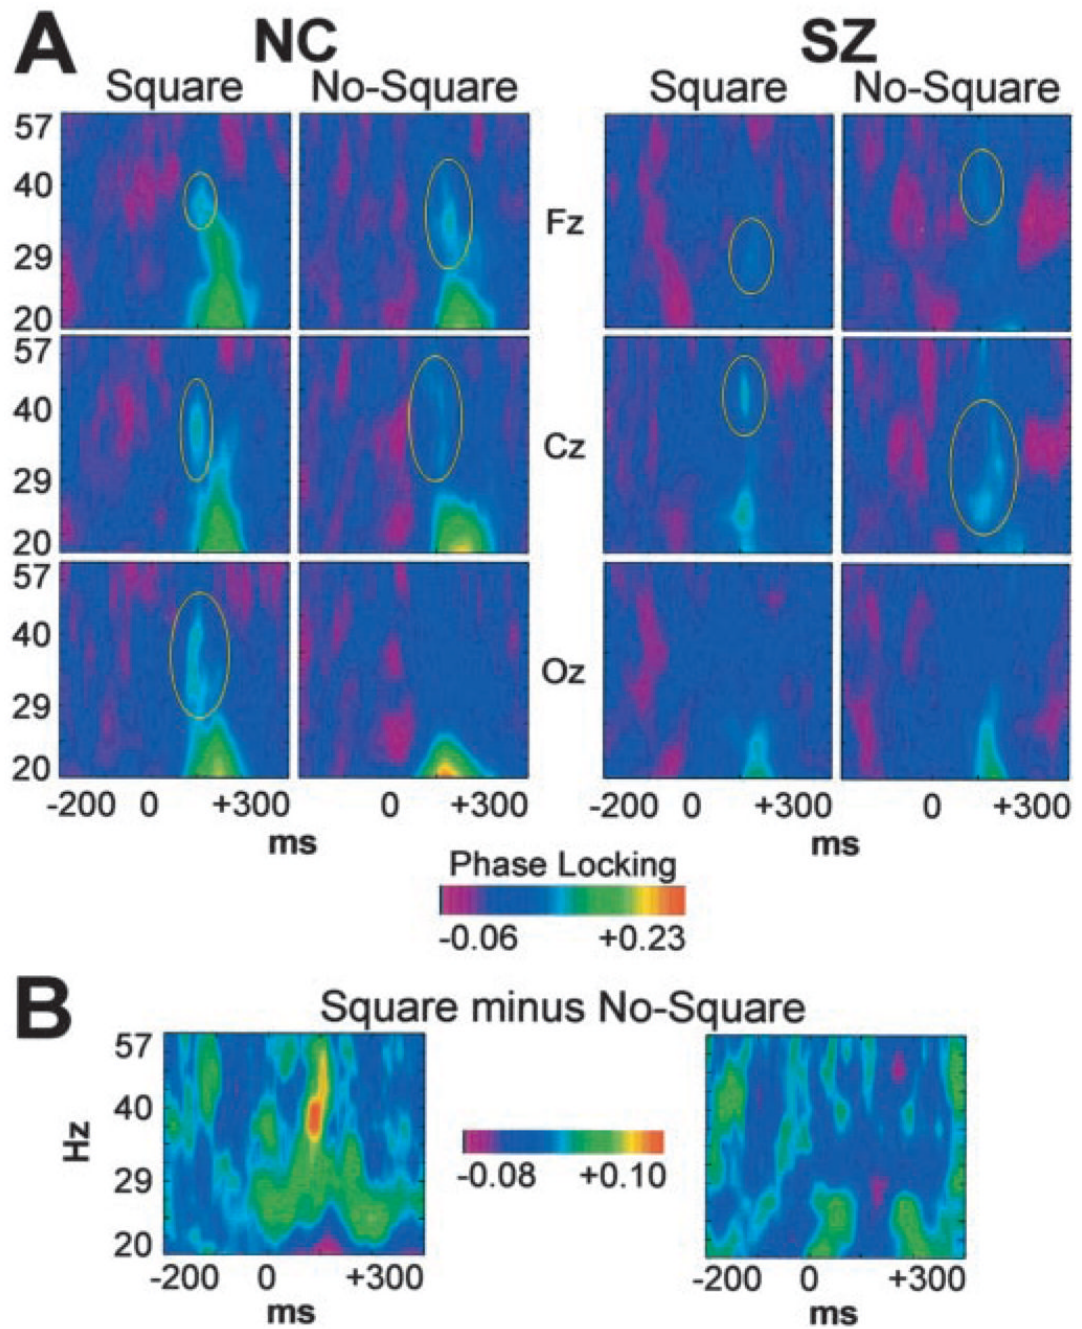 A
NC
SZ
Square
No-Square
Square
No-Square
57
40
29
20
Fz
57
40
29
20
Cz
57
40
29
20
Oz
-200 0 +300
0 +300
-200 0 +300
0 +300
ms
ms
Phase Locking
-0.06 +0.23
B
Square minus No-Square
57
40
29
20
Hz
-0.08 +0.10
-200 0 +300
-200 0 +300
ms
ms